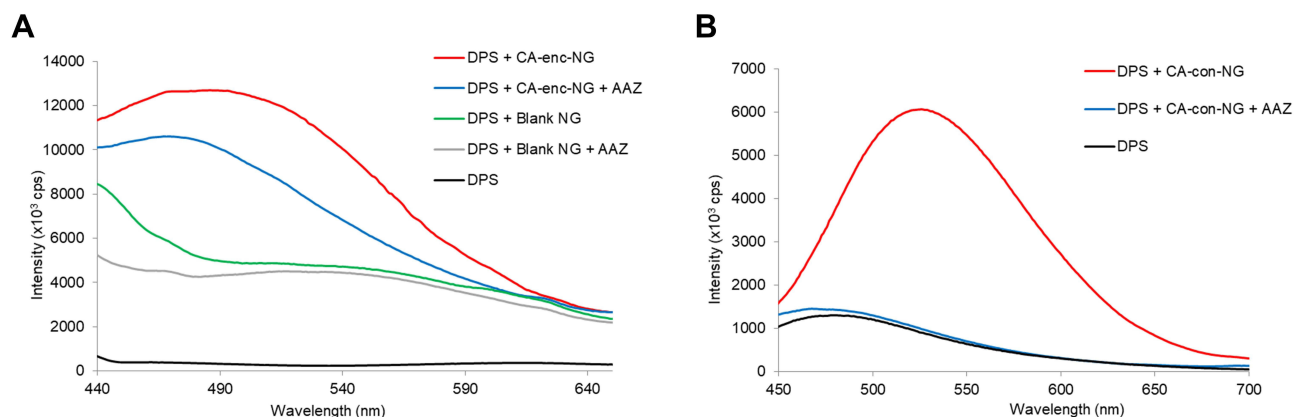 A
Intensity (x10³ cps)
14000
12000
10000
8000
6000
4000
2000
0
440
490
540
590
640
Wavelength (nm)
DPS + CA-enc-NG
DPS + CA-enc-NG + AAZ
DPS + Blank NG
DPS + Blank NG + AAZ
DPS
B
Intensity (x10³ cps)
7000
6000
5000
4000
3000
2000
1000
0
450
500
550
600
650
700
Wavelength (nm)
DPS + CA-con-NG
DPS + CA-con-NG + AAZ
DPS